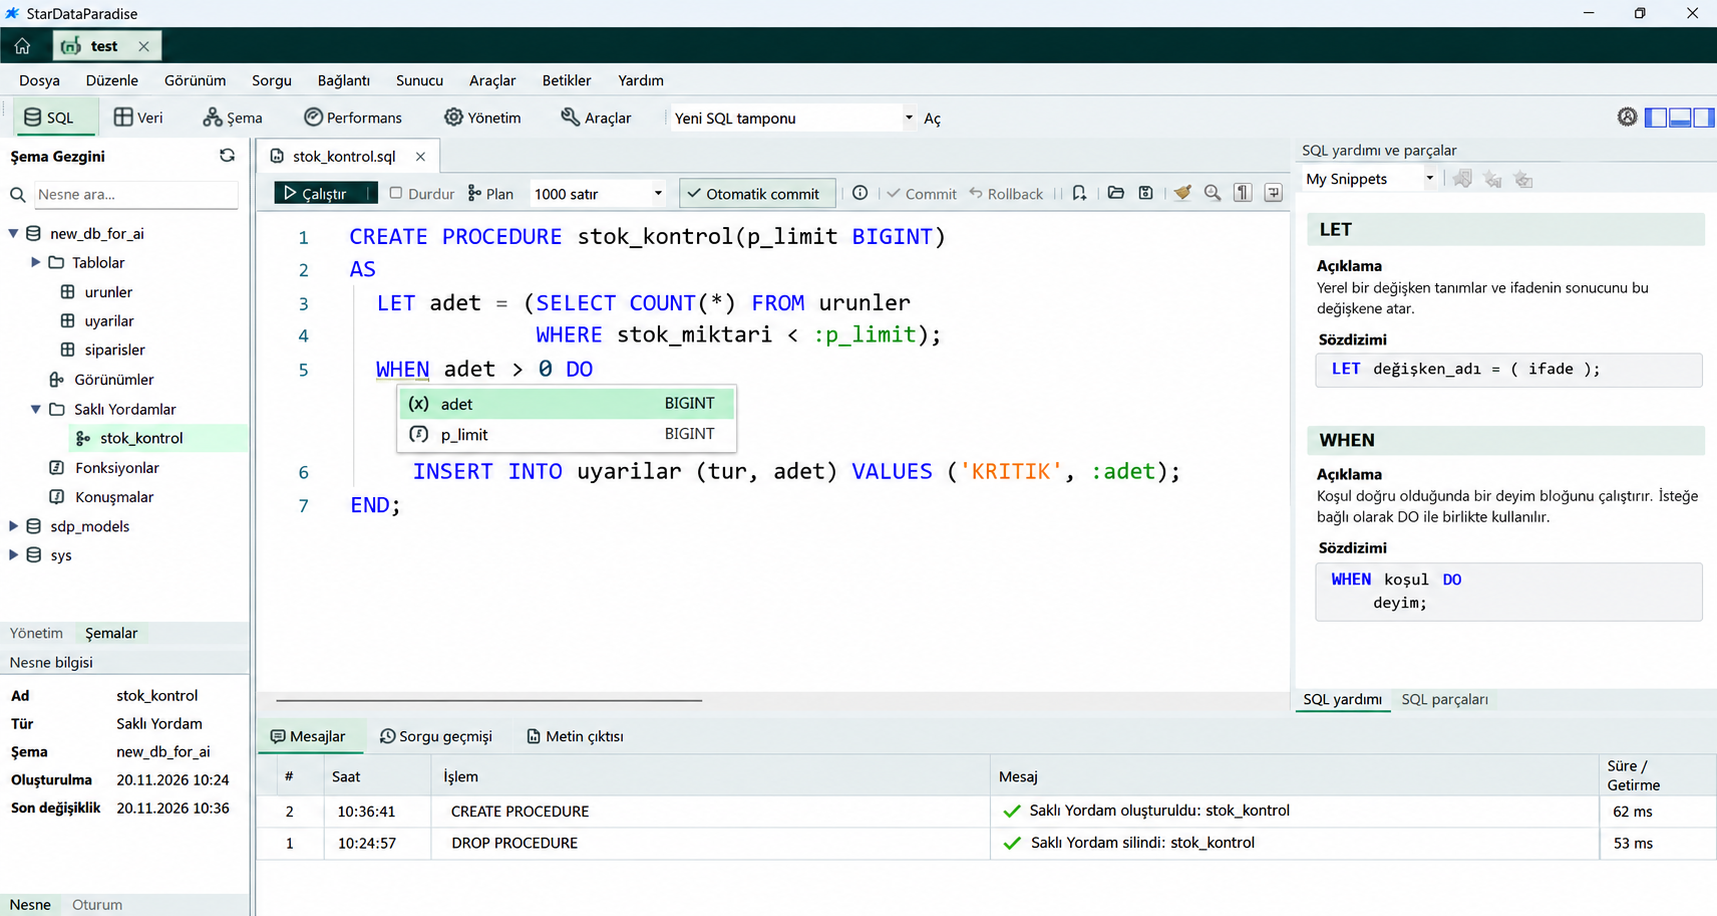 StarDataParadise
test
Dosya Düzenle Görünüm Sorgu Bağlantı Sunucu Araçlar Betikler Yardım
SQL Veri Şema Performans Yönetim Araçlar Yeni SQL tamponu Aç
Şema Gezgini
Nesne ara...
new_db_for_ai
Tablolar
urunler
uyarilar
siparisler
Görünümler
Saklı Yordamlar
stok_kontrol
Fonksiyonlar
Konuşmalar
sdp_models
sys
Yönetim Şemalar
Nesne bilgisi
Ad stok_kontrol
Tür Saklı Yordam
Şema new_db_for_ai
Oluşturulma 20.11.2026 10:24
Son değişiklik 20.11.2026 10:36
Nesne Oturum
stok_kontrol.sql
Çalıştır Durdur Plan 1000 satır Otomatik commit Commit Rollback
1 CREATE PROCEDURE stok_kontrol(p_limit BIGINT)
2 AS
3 LET adet = (SELECT COUNT(*) FROM urunler
4 WHERE stok_miktari < :p_limit);
5 WHEN adet > 0 DO
(x) adet BIGINT
p_limit BIGINT
6 INSERT INTO uyarilar (tur, adet) VALUES ('KRITIK', :adet);
7 END;
SQL yardımı ve parçalar
My Snippets
LET
Açıklama
Yerel bir değişken tanımlar ve ifadenin sonucunu bu
değişkene atar.
Sözdizimi
LET değişken_adı = ( ifade );
WHEN
Açıklama
Koşul doğru olduğunda bir deyim bloğunu çalıştırır. İsteğe
bağlı olarak DO ile birlikte kullanılır.
Sözdizimi
WHEN koşul DO
deyim;
SQL yardımı SQL parçaları
Mesajlar Sorgu geçmişi Metin çıktısı
# Saat İşlem Mesaj Süre /
Getirme
2 10:36:41 CREATE PROCEDURE Saklı Yordam oluşturuldu: stok_kontrol 62 ms
1 10:24:57 DROP PROCEDURE Saklı Yordam silindi: stok_kontrol 53 ms